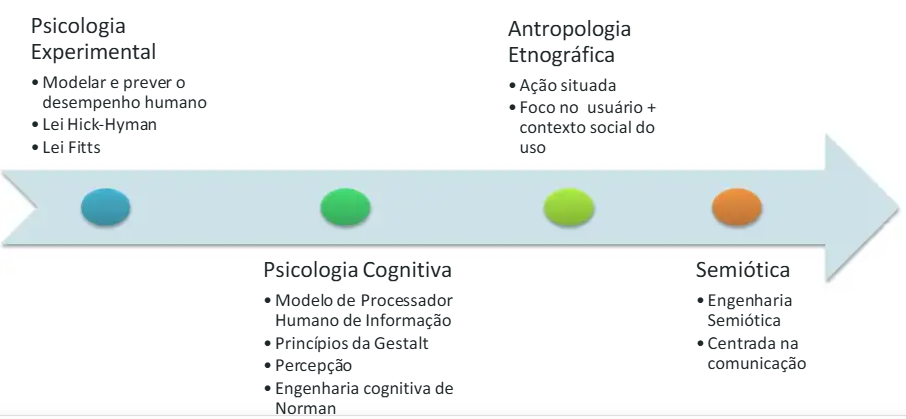 Psicologia
Experimental
• Modelar e prever o
desempenho humano
• Lei Hick-Hyman
• Lei Fitts
Psicologia Cognitiva
• Modelo de Processador
Humano de Informação
• Princípios da Gestalt
• Percepção
• Engenharia cognitiva de
Norman
Antropologia
Etnográfica
• Ação situada
• Foco no usuário +
contexto social do
uso
Semiótica
• Engenharia
Semiótica
• Centrada na
comunicação